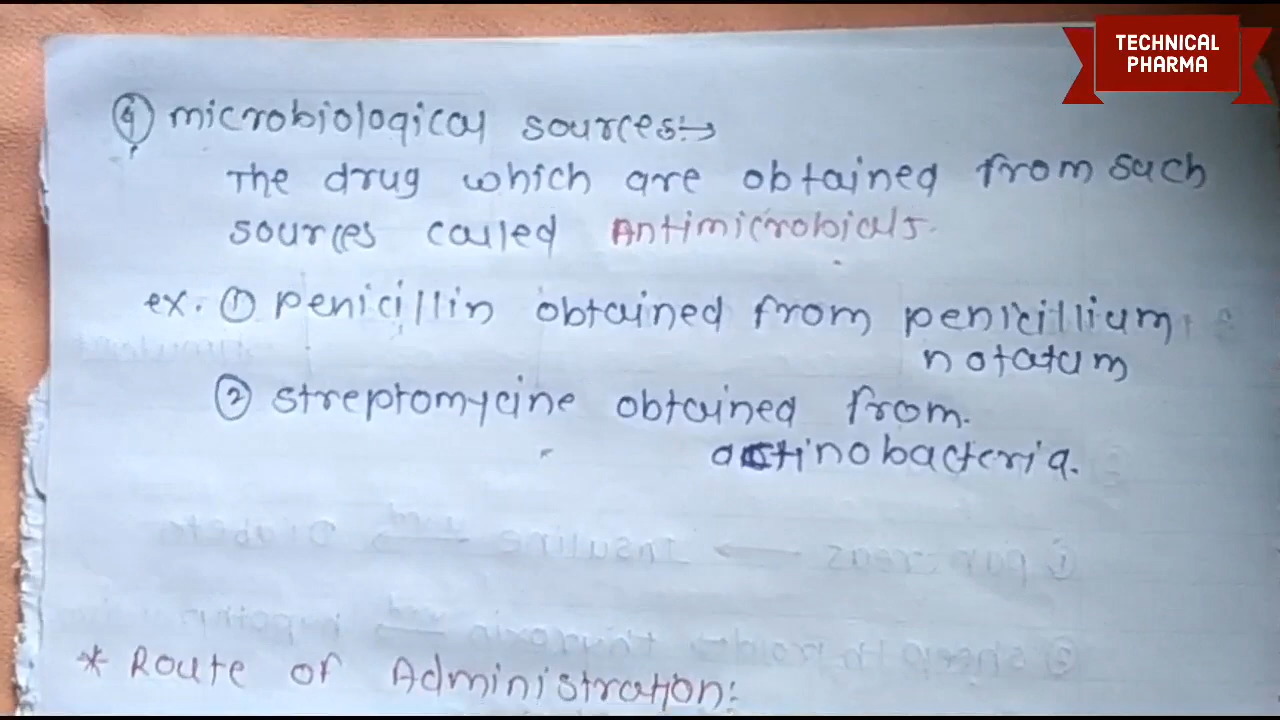 TECHNICAL
PHARMA
④ microbiological sources:→
The drug which are obtained from such
sources called Antimicrobials.
ex. ① penicillin obtained from penicillium
notatum
② streptomycine obtained from.
actinobacteria.
* Route of Administration: